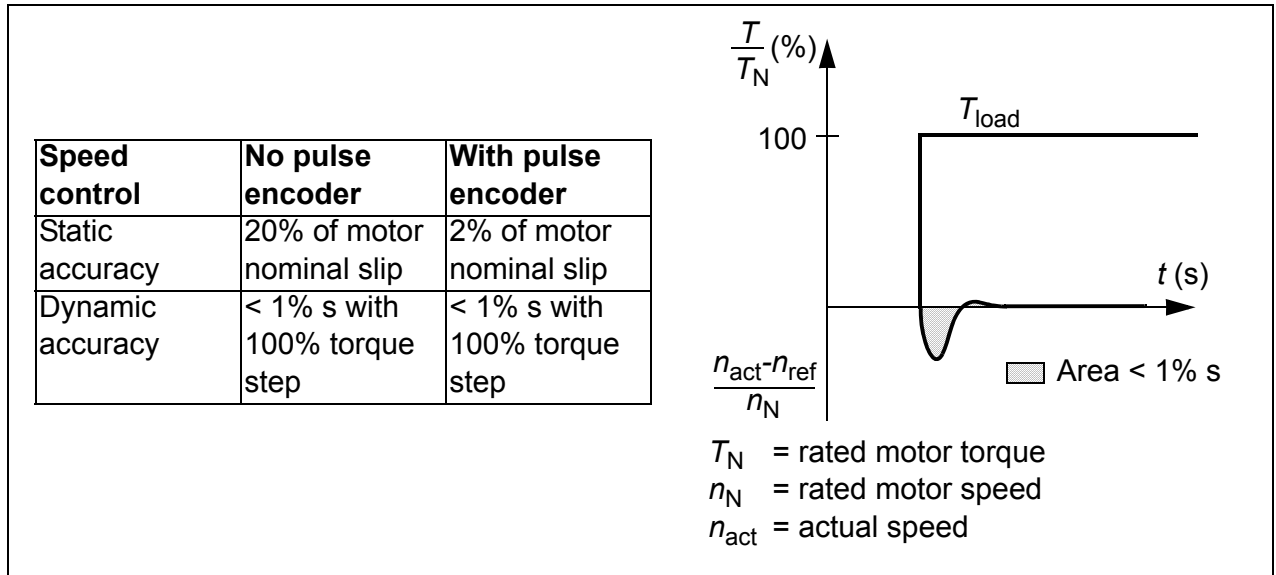 Speed control
No pulse encoder
With pulse encoder
Static accuracy
20% of motor nominal slip
2% of motor nominal slip
Dynamic accuracy
< 1% s with 100% torque step
< 1% s with 100% torque step
T
TN (%)
100
Tload
t (s)
nact-nref
nN
Area < 1% s
TN = rated motor torque
nN = rated motor speed
nact = actual speed